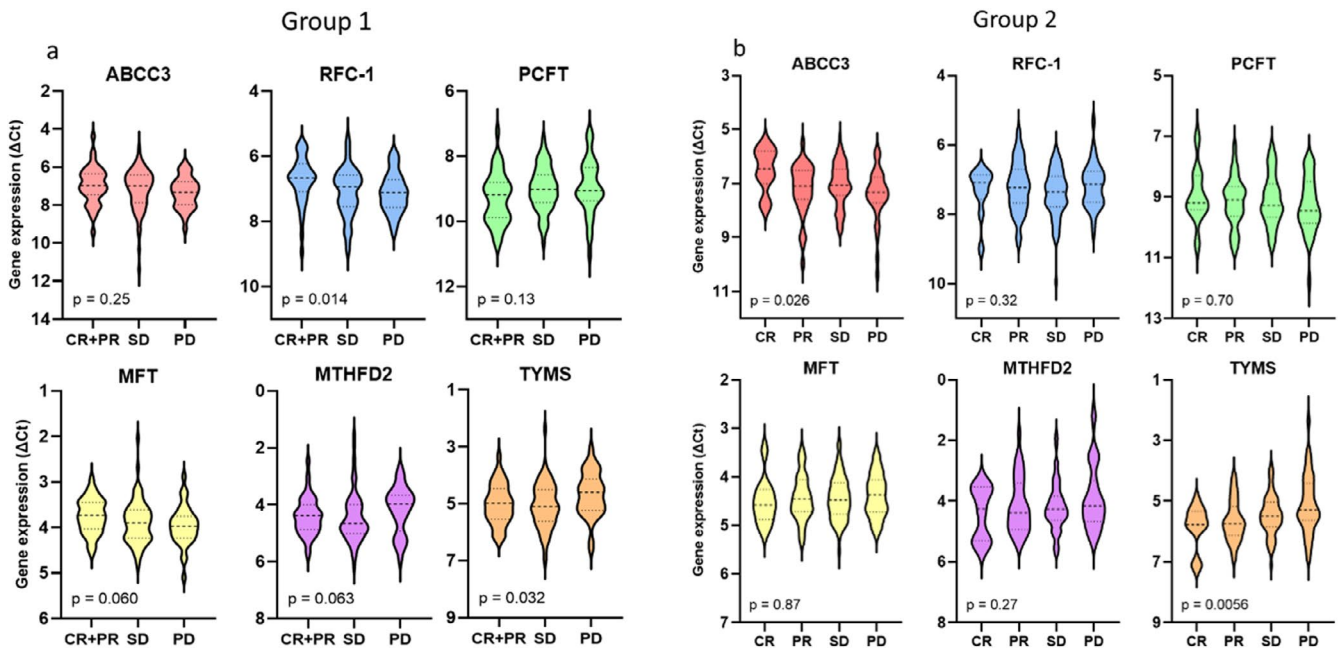 Group 1
a
ABCC3
Gene expression (ΔCt)
2
4
6
8
10
12
14
p = 0.25
CR+PR SD PD
RFC-1
4
6
8
10
p = 0.014
CR+PR SD PD
PCFT
6
8
10
12
p = 0.13
CR+PR SD PD
MFT
Gene expression (ΔCt)
1
2
3
4
5
6
p = 0.060
CR+PR SD PD
MTHFD2
0
2
4
6
8
p = 0.063
CR+PR SD PD
TYMS
1
3
5
7
9
p = 0.032
CR+PR SD PD
Group 2
b
ABCC3
Gene expression (ΔCt)
3
5
7
9
11
p = 0.026
CR PR SD PD
RFC-1
4
6
8
10
p = 0.32
CR PR SD PD
PCFT
5
7
9
11
13
p = 0.70
CR PR SD PD
MFT
Gene expression (ΔCt)
2
3
4
5
6
7
p = 0.87
CR PR SD PD
MTHFD2
0
2
4
6
8
p = 0.27
CR PR SD PD
TYMS
1
3
5
7
9
p = 0.0056
CR PR SD PD